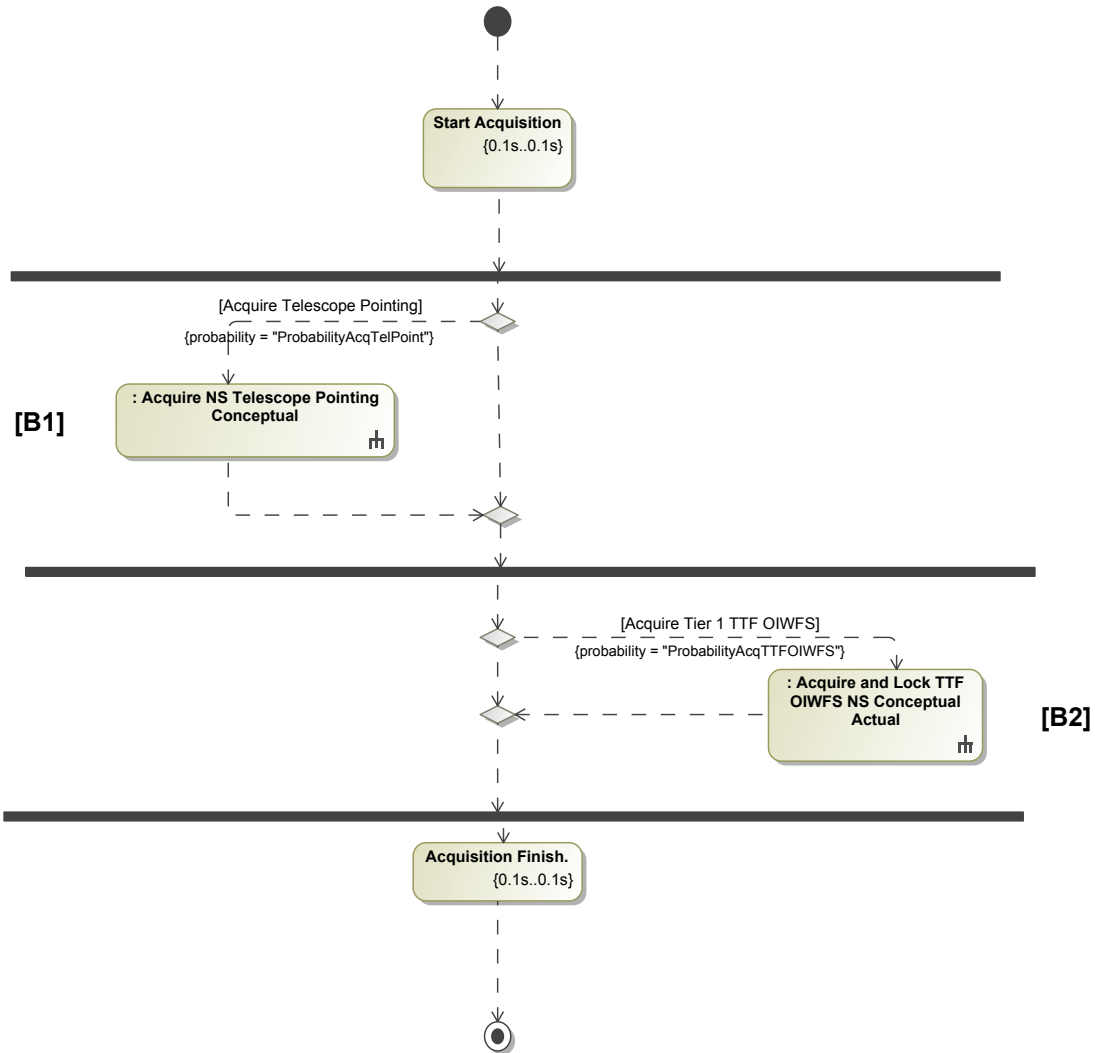 Start Acquisition
{0.1s..0.1s}
[Acquire Telescope Pointing]
{probability = "ProbabilityAcqTelPoint"}
: Acquire NS Telescope Pointing
Conceptual
[B1]
[Acquire Tier 1 TTF OIWFS]
{probability = "ProbabilityAcqTTFOIWFS"}
: Acquire and Lock TTF
OIWFS NS Conceptual
Actual
[B2]
Acquisition Finish.
{0.1s..0.1s}